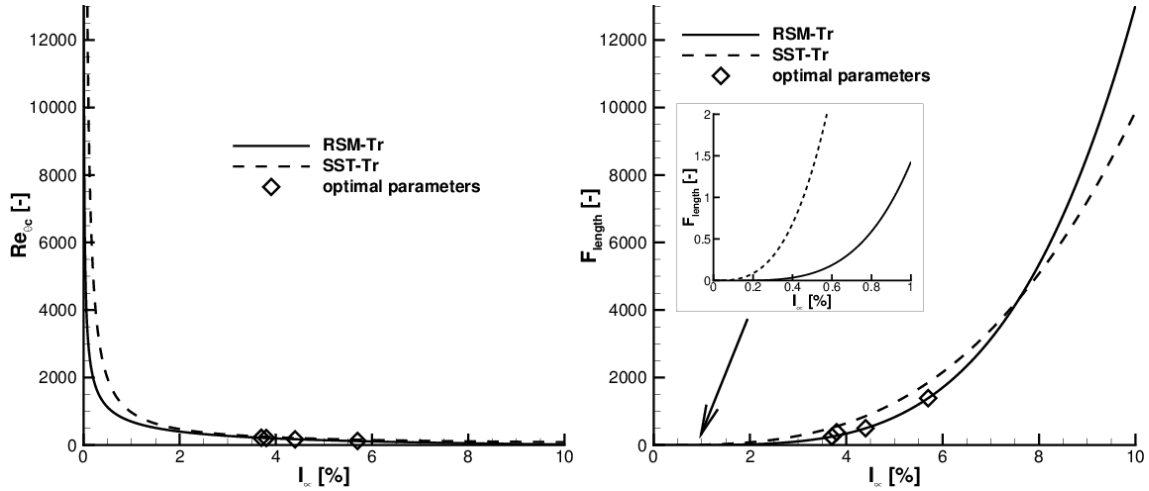 12000
10000
8000
6000
4000
2000
0
Re_θc [-]
RSM-Tr
SST-Tr
optimal parameters
0 2 4 6 8 10
I_∝ [%]
12000
10000
8000
6000
4000
2000
0
F_length [-]
RSM-Tr
SST-Tr
optimal parameters
2
1.5
1
0.5
0
F_length [-]
0 0.2 0.4 0.6 0.8 1
I_∝ [%]
0 2 4 6 8 10
I_∝ [%]